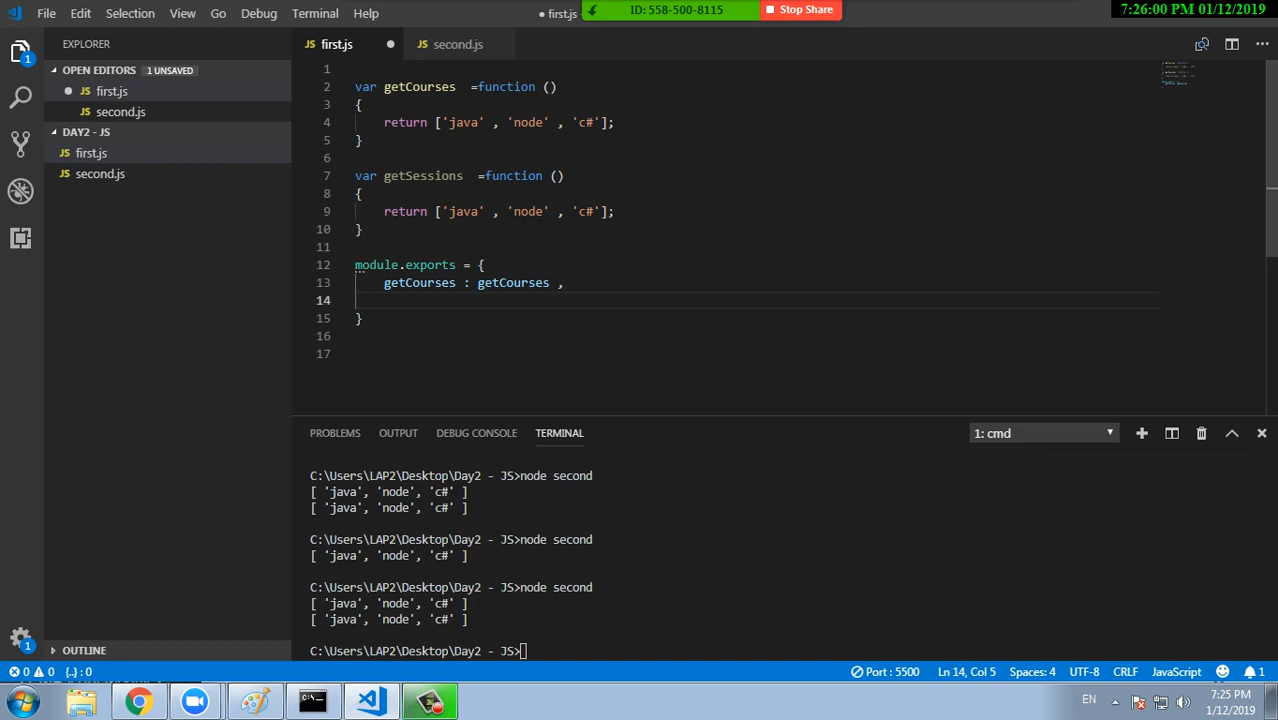 File Edit Selection View Go Debug Terminal Help
● first.js -
ID: 558-500-8115
Stop Share
7:26:00 PM 01/12/2019
EXPLORER
OPEN EDITORS 1 UNSAVED
JS first.js
JS second.js
DAY2 - JS
JS first.js
JS second.js
JS first.js ●
JS second.js
1
2 var getCourses =function ()
3 {
4 return ['java' , 'node' , 'c#'];
5 }
6
7 var getSessions =function ()
8 {
9 return ['java' , 'node' , 'c#'];
10 }
11
12 module.exports = {
13 getCourses : getCourses ,
14
15 }
16
17
PROBLEMS OUTPUT DEBUG CONSOLE TERMINAL
1: cmd
C:\Users\LAP2\Desktop\Day2 - JS>node second
[ 'java', 'node', 'c#' ]
[ 'java', 'node', 'c#' ]
C:\Users\LAP2\Desktop\Day2 - JS>node second
[ 'java', 'node', 'c#' ]
C:\Users\LAP2\Desktop\Day2 - JS>node second
[ 'java', 'node', 'c#' ]
[ 'java', 'node', 'c#' ]
C:\Users\LAP2\Desktop\Day2 - JS>
OUTLINE
1
1
0 0 {..} : 0
Port : 5500 Ln 14, Col 5 Spaces: 4 UTF-8 CRLF JavaScript 1
EN
7:25 PM
1/12/2019